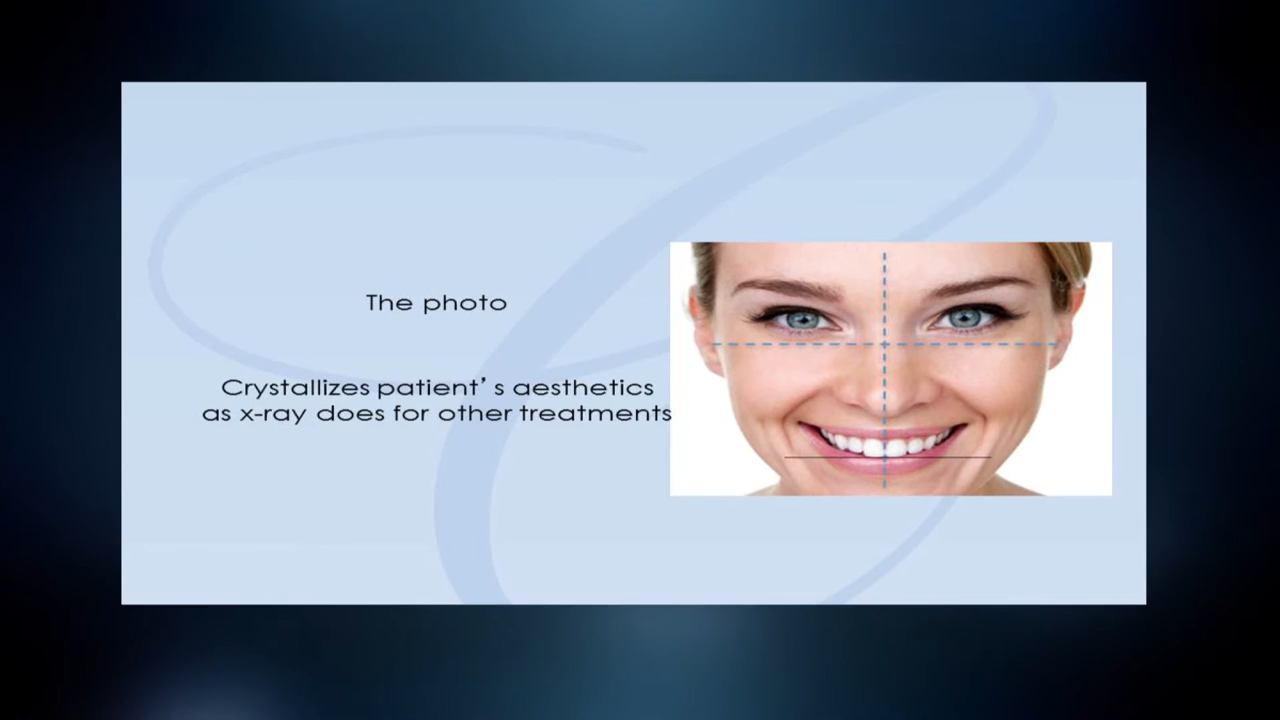 The photo
Crystallizes patient’ s aesthetics
as x-ray does for other treatments